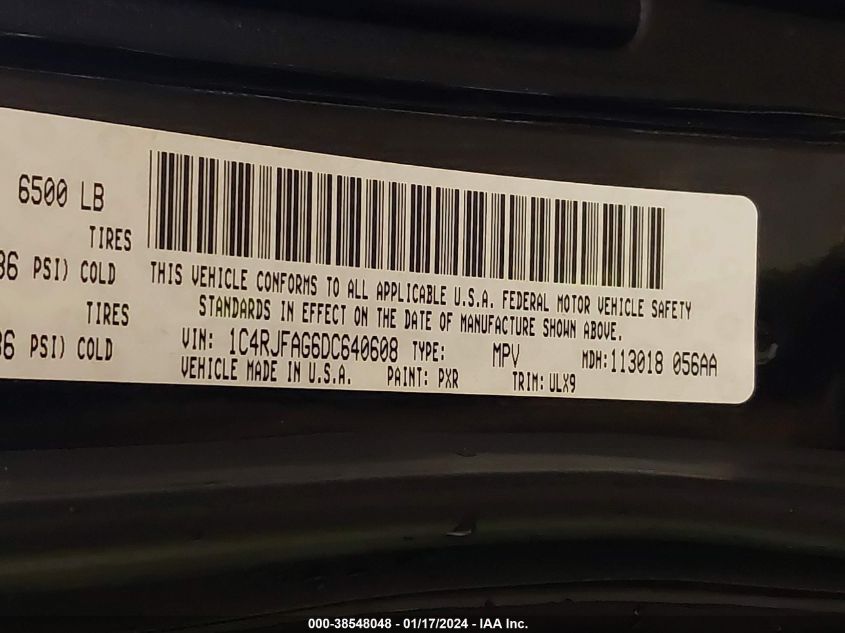 6500 LB
TIRES
PSI) COLD
THIS VEHICLE CONFORMS TO ALL APPLICABLE U.S.A. FEDERAL MOTOR VEHICLE SAFETY
STANDARDS IN EFFECT ON THE DATE OF MANUFACTURE SHOWN ABOVE.
TIRES
PSI) COLD
VIN: 1C4RJFAG6DC640608 TYPE: MPV MDH:113018 056AA
VEHICLE MADE IN U.S.A. PAINT: PXR TRIM:ULX9
000-38548048 - 01/17/2024 - IAA Inc.